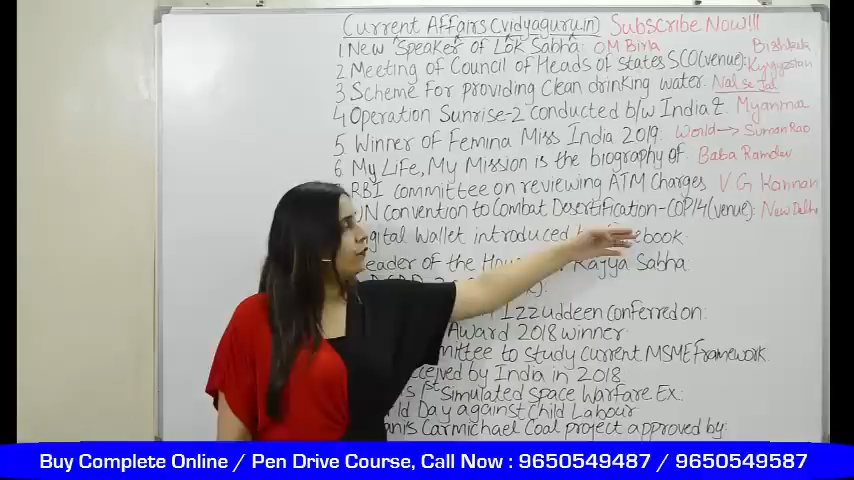 Current Affairs (vidyaguru.in) Subscribe Now!!!
1 New Speaker of Lok Sabha: OM Birla
2 Meeting of Council of Heads of states SCO(venue): Bishkek Kyrgyzstan
3 Scheme for providing Clean drinking water. Nal se Jal
4 Operation Sunrise-2 conducted b/w India & Myanma
5 Winner of Femina Miss India 2019: World → Suman Rao
6 My Life, My Mission is the biography of. Baba Ramdev
RBI committee on reviewing ATM Charges V.G Kannan
UN convention to Combat Desertification-COP14(venue): New Delhi
gital Wallet introduced
eader of the Rajya Sabha:
Izzuddeen conferred on:
Award 2018 winner
mittee to study current MSME framework
ceived by India in 2018
1st simulated space Warfare Ex:
ld Day against Child Labour
anis Carmichael Coal project approved by:
Buy Complete Online / Pen Drive Course, Call Now : 9650549487 / 9650549587